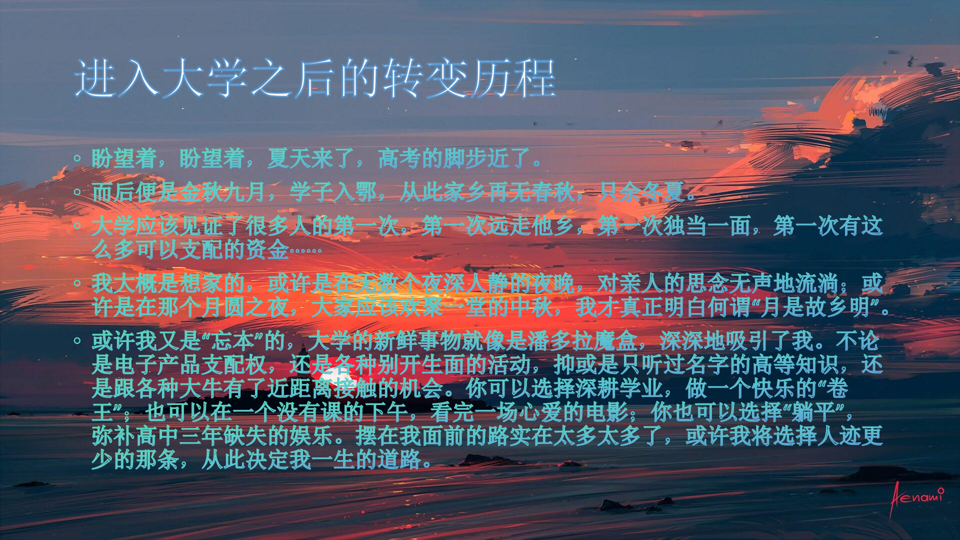 进入大学之后的转变历程
盼望着，盼望着，夏天来了，高考的脚步近了。
而后便是金秋九月，学子入鄂，从此家乡再无春秋，只余冬夏。
大学应该见证了很多人的第一次。第一次远走他乡，第一次独当一面，第一次有这
么多可以支配的资金……
我大概是想家的，或许是在无数个夜深人静的夜晚，对亲人的思念无声地流淌；或
许是在那个月圆之夜，大家应该欢聚一堂的中秋，我才真正明白何谓“月是故乡明”。
或许我又是“忘本”的，大学的新鲜事物就像是潘多拉魔盒，深深地吸引了我。不论
是电子产品支配权，还是各种别开生面的活动，抑或是只听过名字的高等知识，还
是跟各种大牛有了近距离接触的机会。你可以选择深耕学业，做一个快乐的“卷
王”；也可以在一个没有课的下午，看完一场心爱的电影；你也可以选择“躺平”，
弥补高中三年缺失的娱乐。摆在我面前的路实在太多太多了，或许我将选择人迹更
少的那条，从此决定我一生的道路。
Aenami